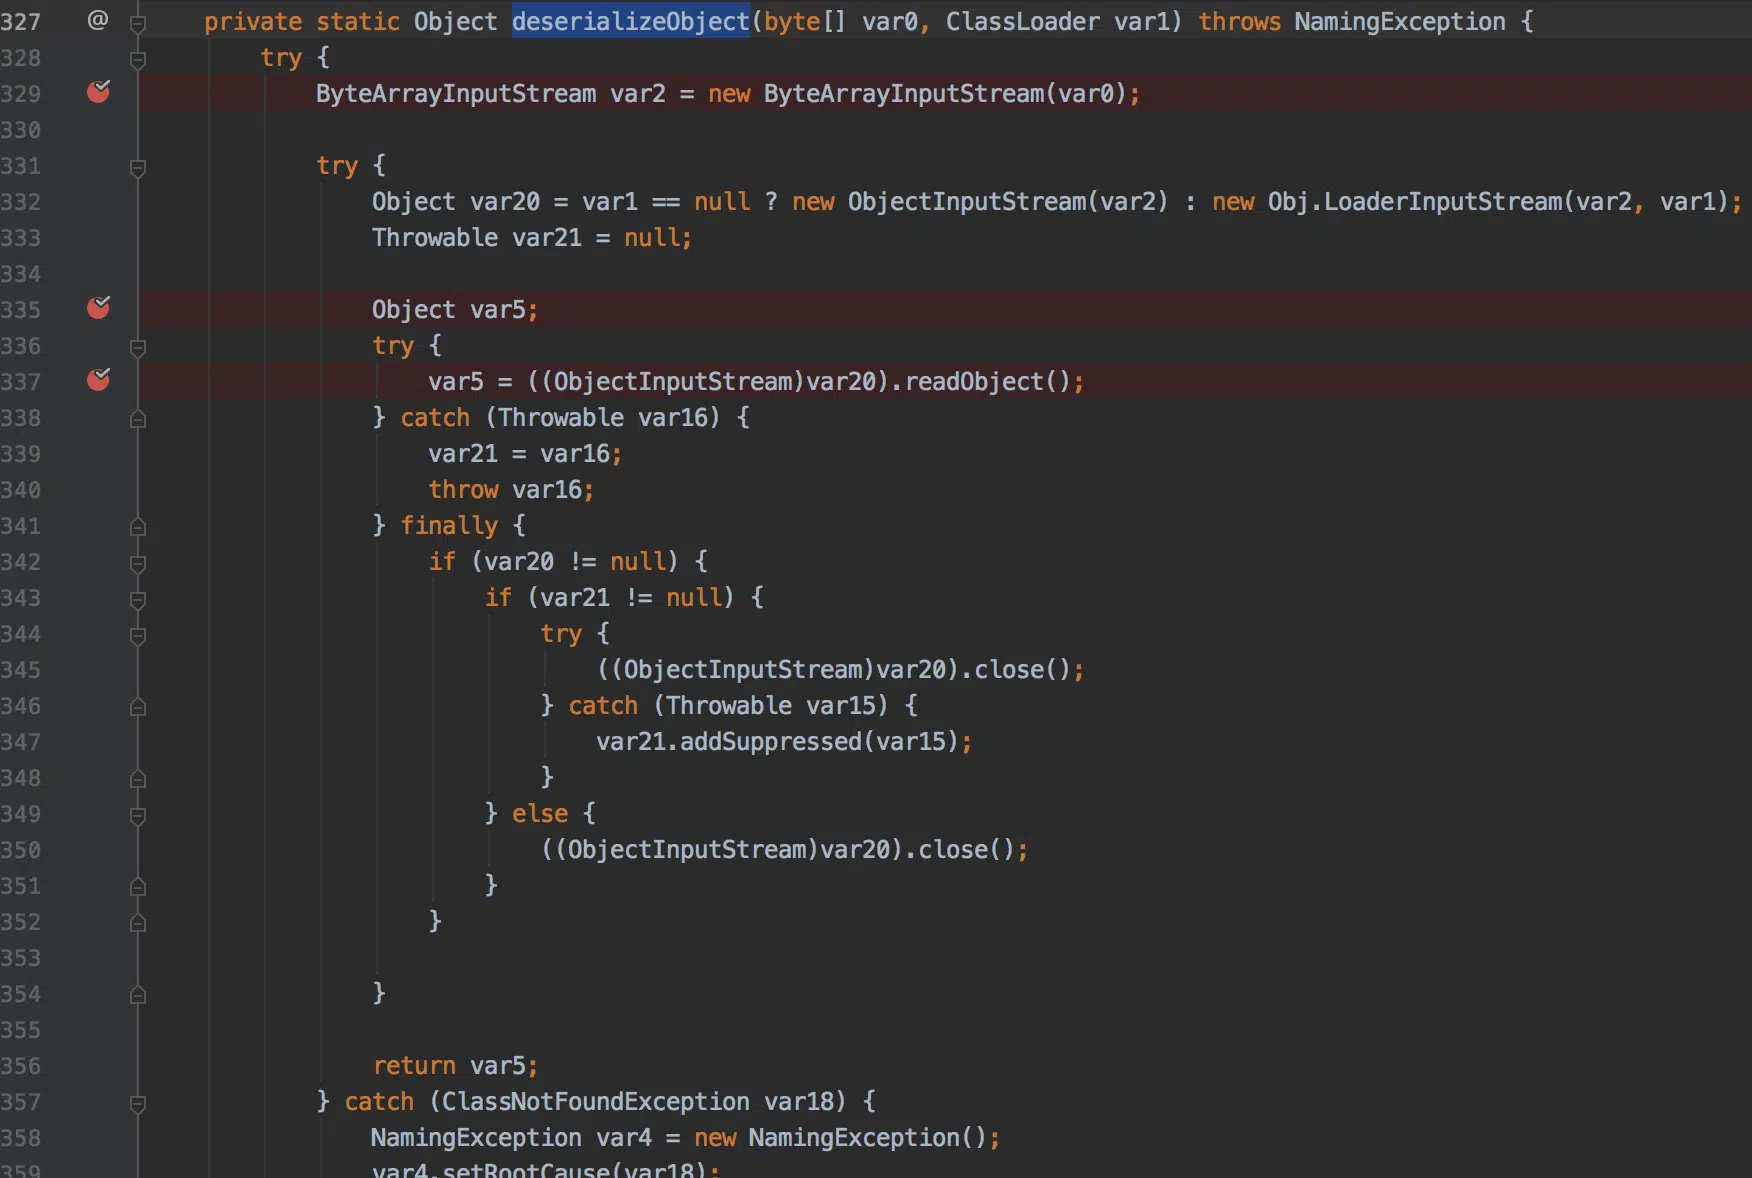 327 @ private static Object deserializeObject(byte[] var0, ClassLoader var1) throws NamingException {
328 try {
329 ByteArrayInputStream var2 = new ByteArrayInputStream(var0);
330
331 try {
332 Object var20 = var1 == null ? new ObjectInputStream(var2) : new Obj.LoaderInputStream(var2, var1);
333 Throwable var21 = null;
334
335 Object var5;
336 try {
337 var5 = ((ObjectInputStream)var20).readObject();
338 } catch (Throwable var16) {
339 var21 = var16;
340 throw var16;
341 } finally {
342 if (var20 != null) {
343 if (var21 != null) {
344 try {
345 ((ObjectInputStream)var20).close();
346 } catch (Throwable var15) {
347 var21.addSuppressed(var15);
348 }
349 } else {
350 ((ObjectInputStream)var20).close();
351 }
352 }
353
354 }
355
356 return var5;
357 } catch (ClassNotFoundException var18) {
358 NamingException var4 = new NamingException();
359 var4.setRootCause(var18);